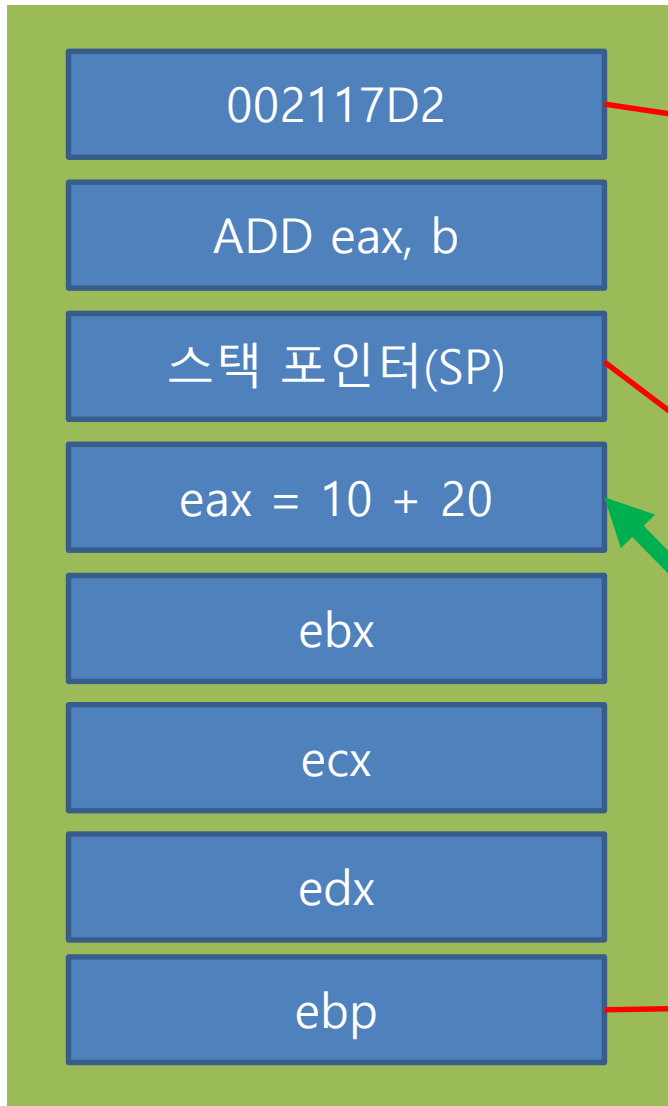 002117D2
ADD eax, b
스택 포인터(SP)
eax = 10 + 20
ebx
ecx
edx
ebp